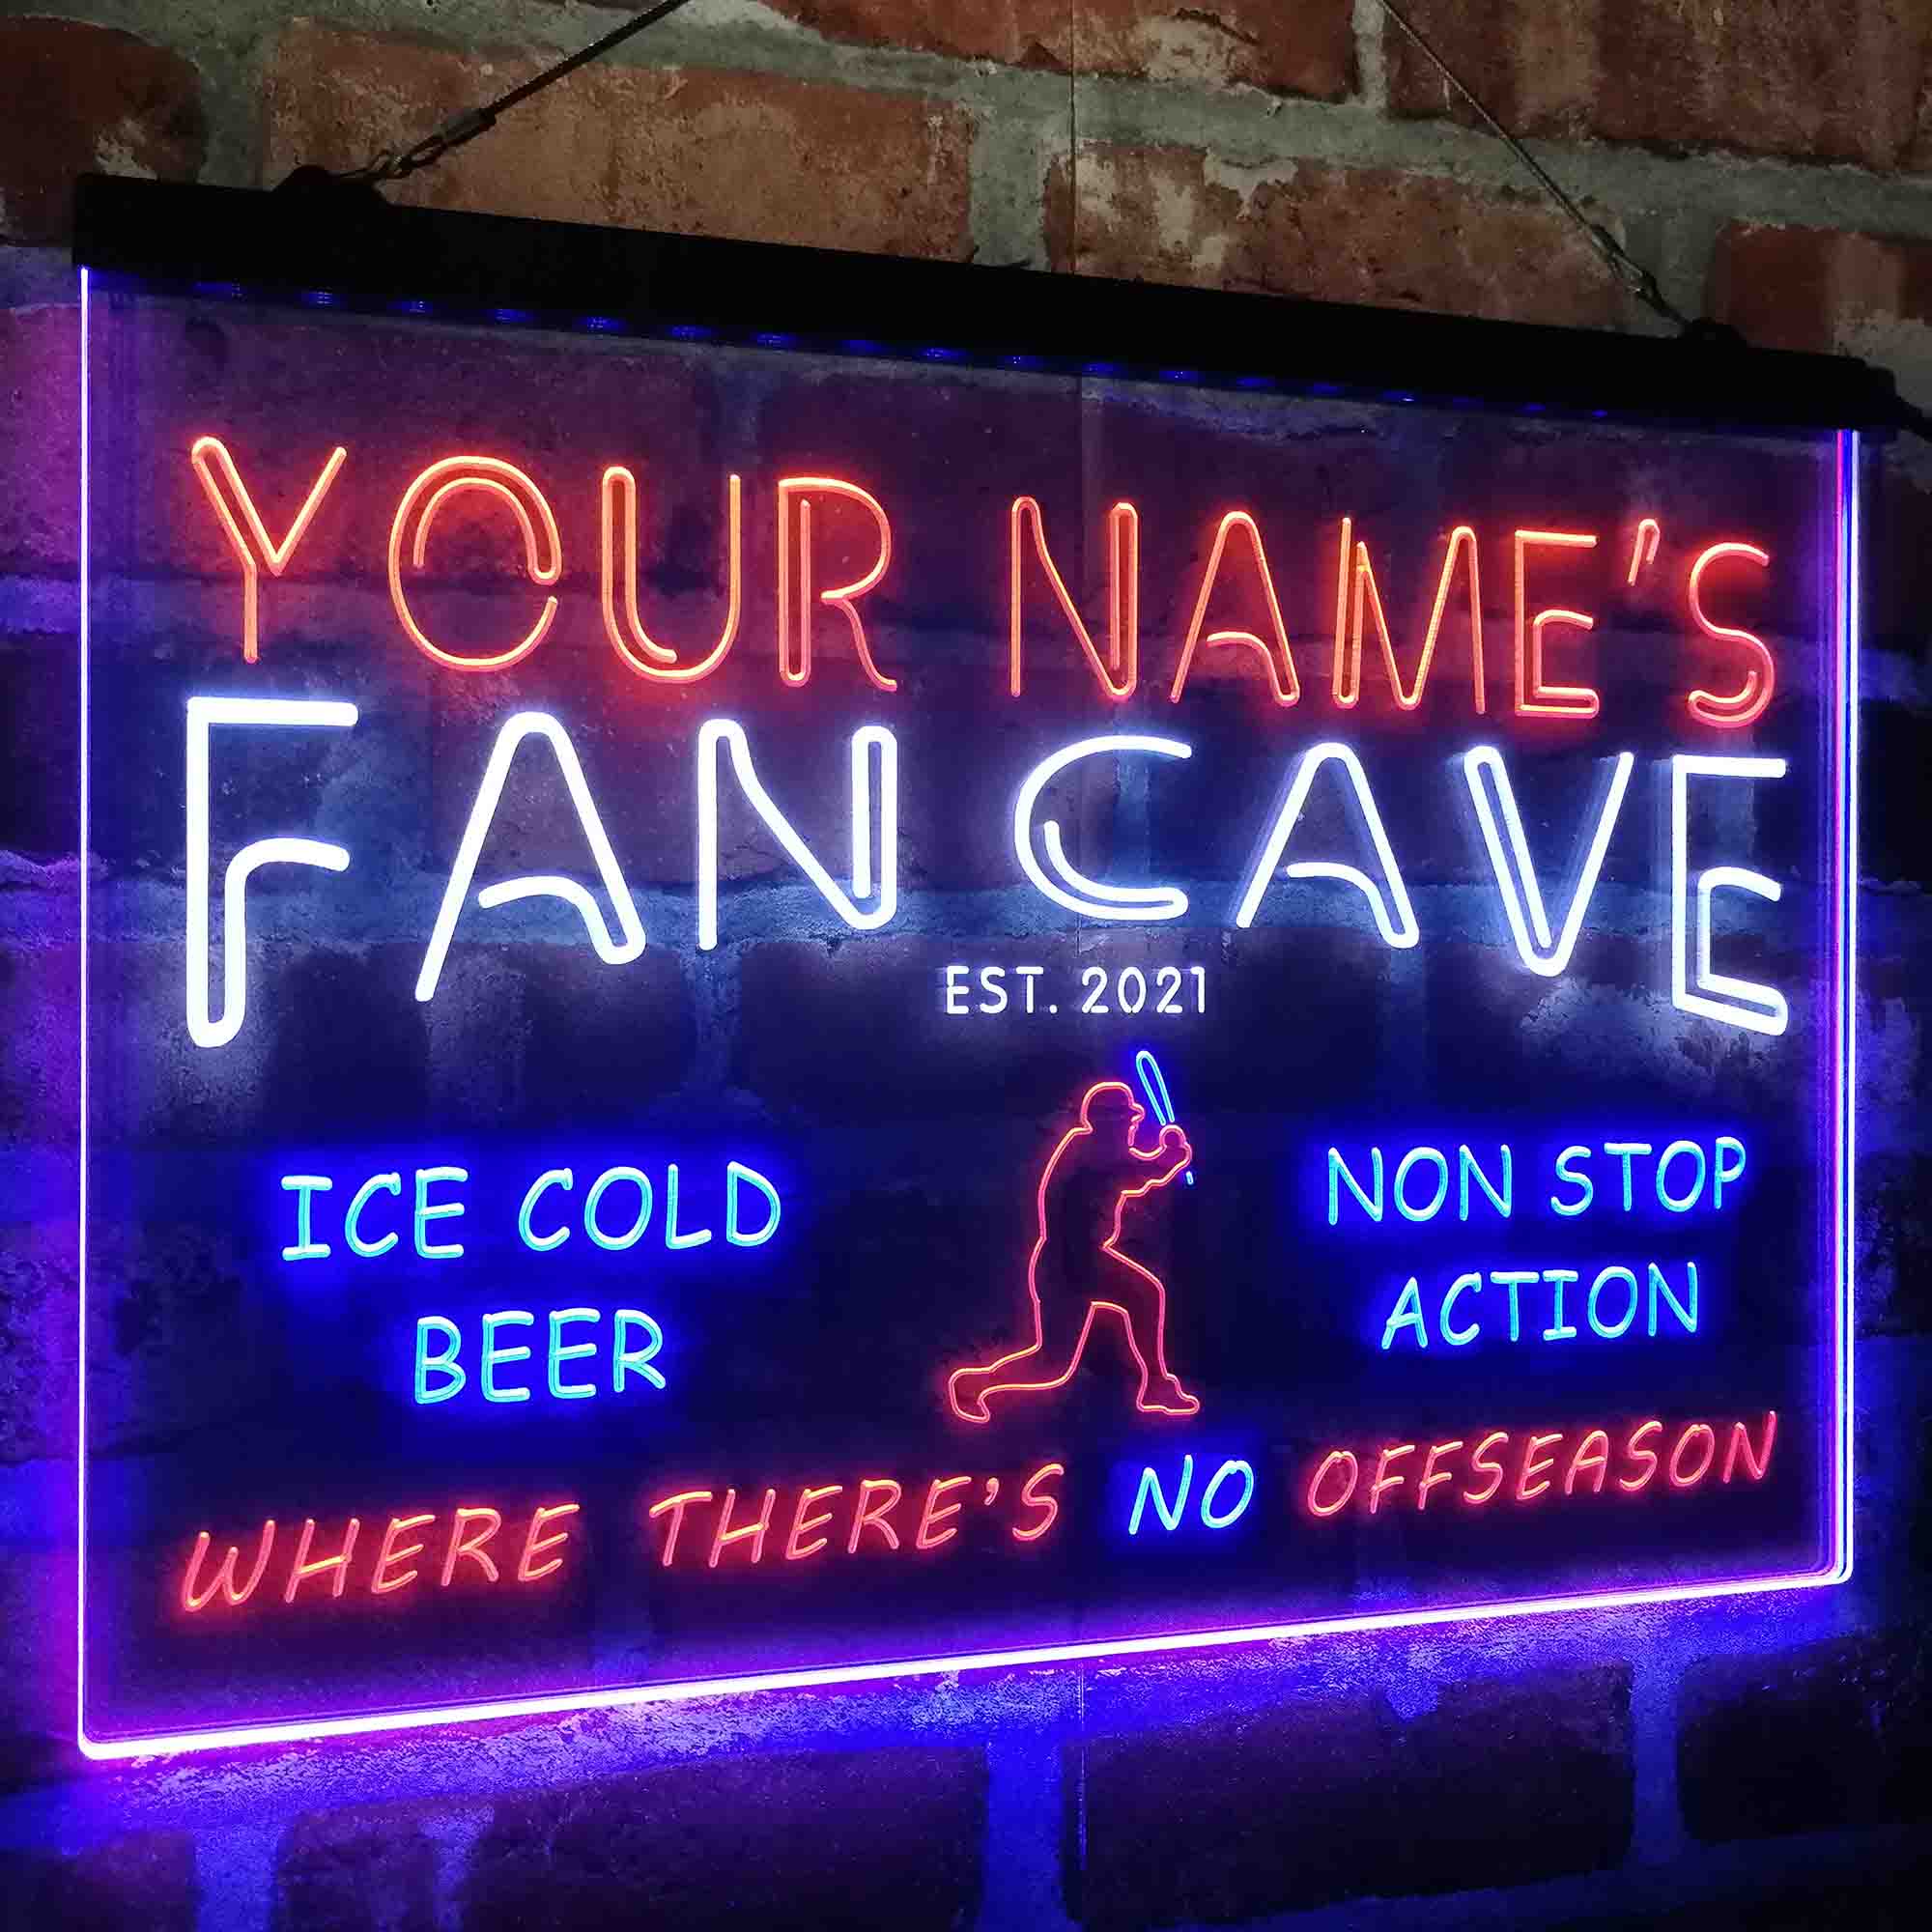 YOUR NAME'S
FAN CAVE
EST. 2021
ICE COLD
BEER
NON STOP
ACTION
WHERE THERE'S NO OFFSEASON